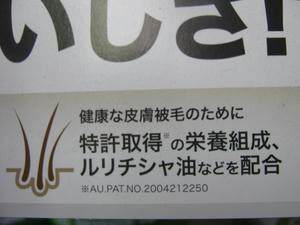 いしさ!
健康な皮膚被毛のために
特許取得※の栄養組成、
ルリチシャ油などを配合
※AU.PAT.NO.2004212250